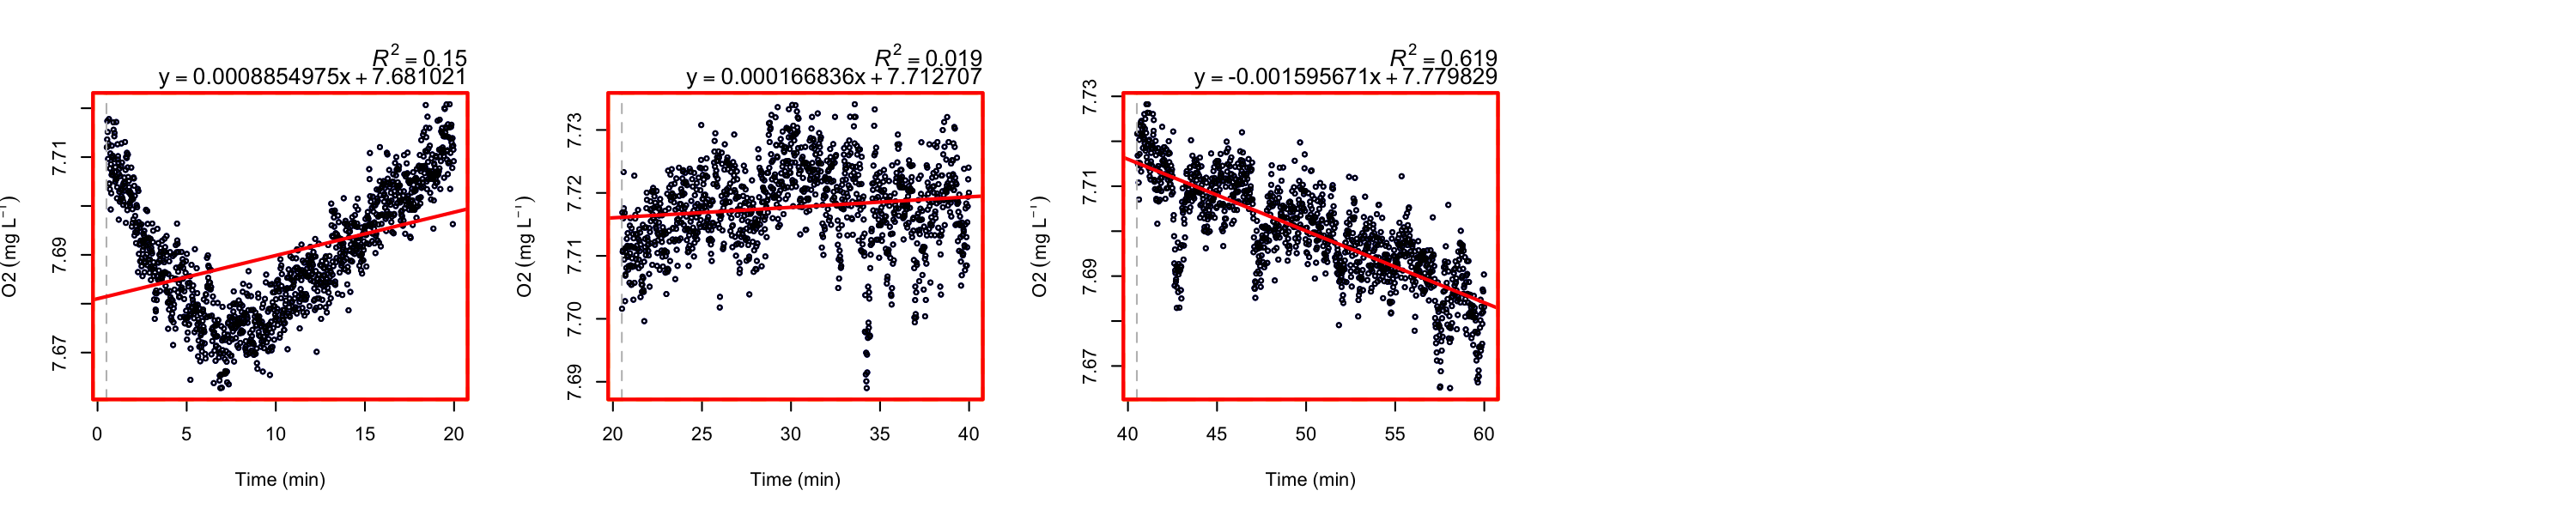 R² = 0.15
y = 0.0008854975x + 7.681021
O2 (mg L⁻¹)
7.67 7.69 7.71
0 5 10 15 20
Time (min)
R² = 0.019
y = 0.000166836x + 7.712707
O2 (mg L⁻¹)
7.69 7.70 7.71 7.72 7.73
20 25 30 35 40
Time (min)
R² = 0.619
y = -0.001595671x + 7.779829
O2 (mg L⁻¹)
7.67 7.69 7.71 7.73
40 45 50 55 60
Time (min)